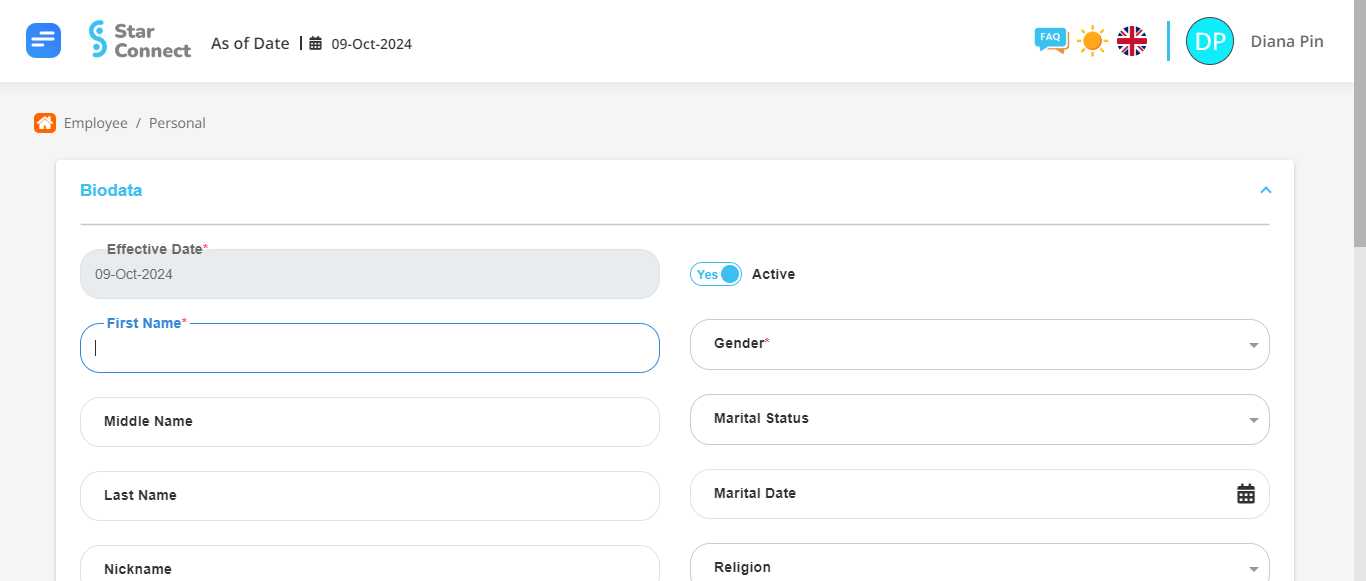 Star
Connect
As of Date
09-Oct-2024
FAQ
DP
Diana Pin
Employee / Personal
Biodata
Effective Date*
09-Oct-2024
Yes
Active
First Name*
Gender*
Middle Name
Marital Status
Last Name
Marital Date
Nickname
Religion